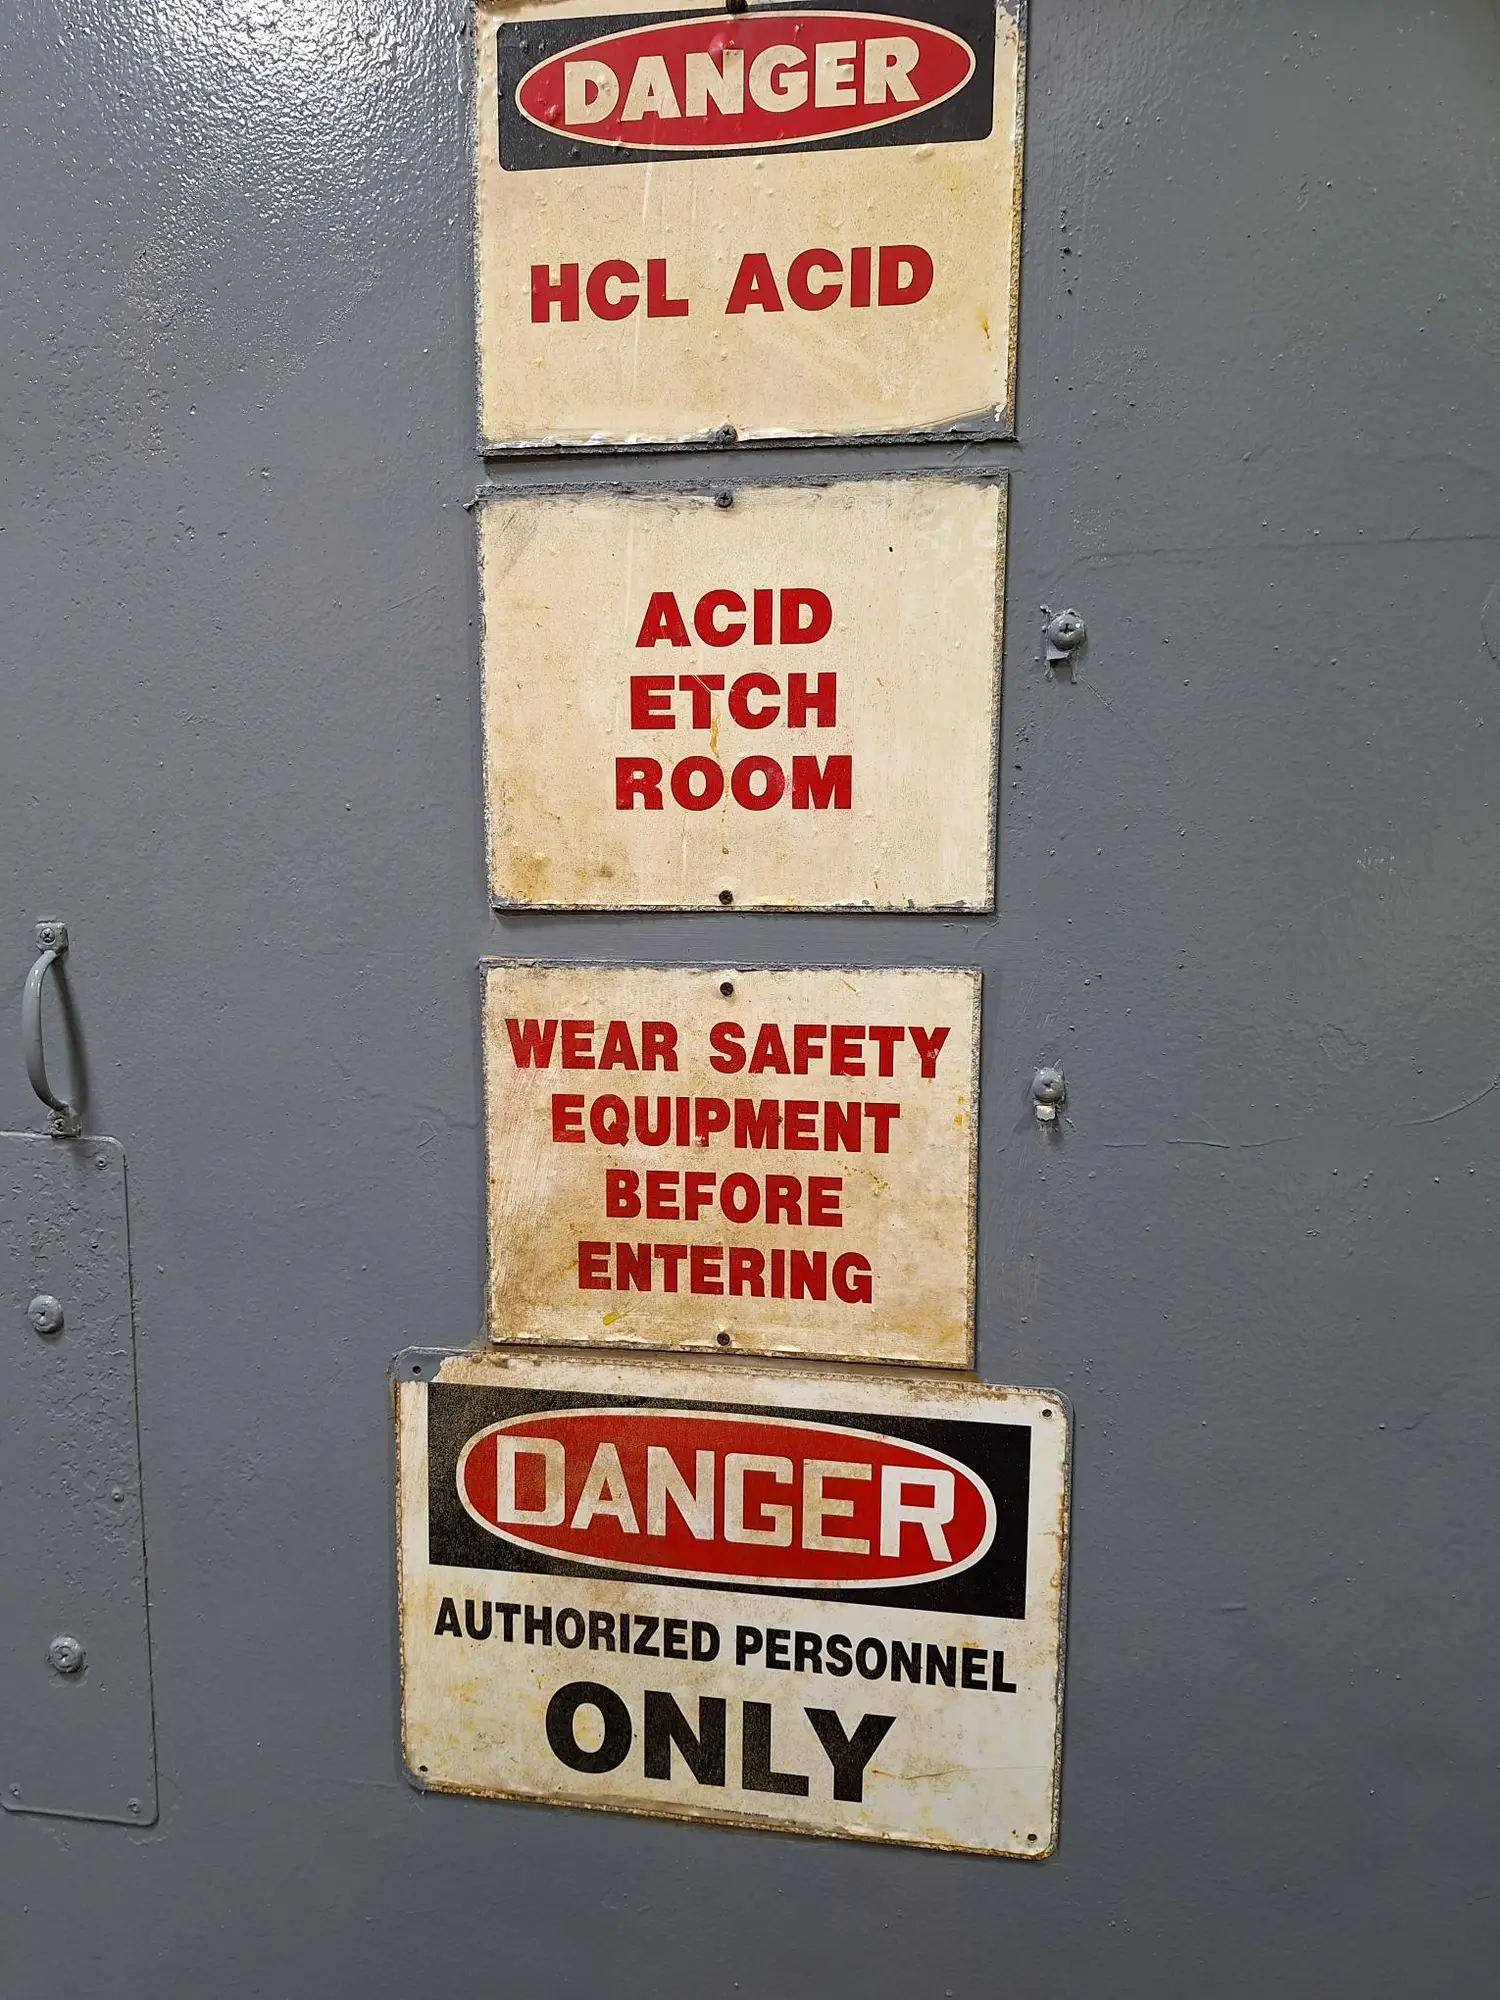 DANGER
HCL ACID
ACID
ETCH
ROOM
WEAR SAFETY
EQUIPMENT
BEFORE
ENTERING
DANGER
AUTHORIZED PERSONNEL
ONLY